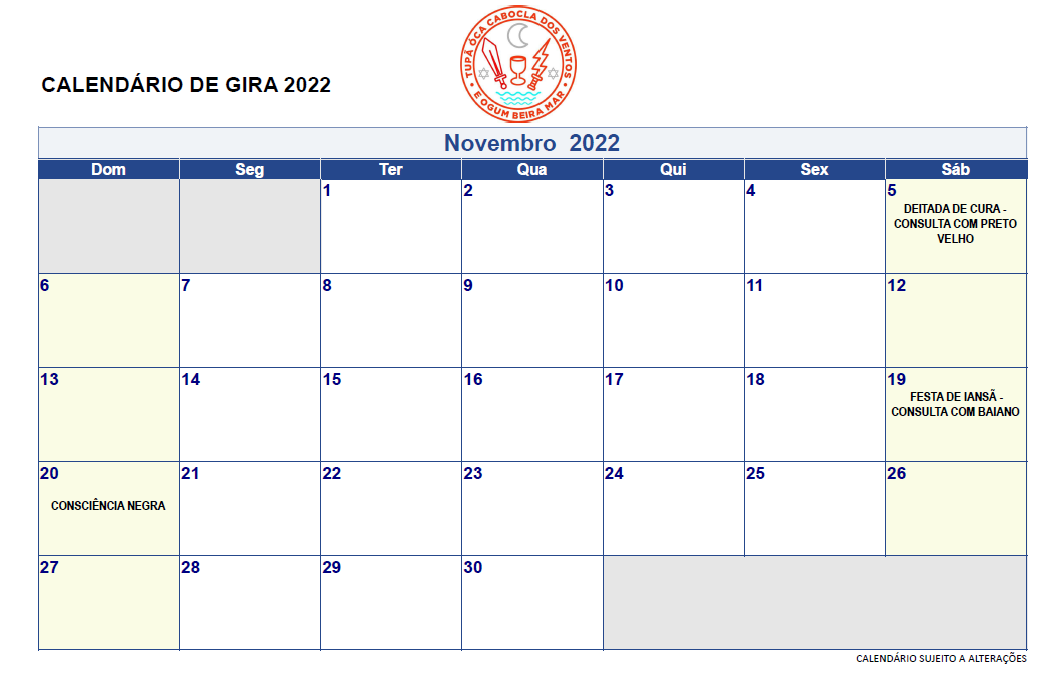 TUPÃ ÓCA CABOCLA DOS VENTOS
E OGUM BEIRA MAR
CALENDÁRIO DE GIRA 2022
Novembro 2022
Dom Seg Ter Qua Qui Sex Sáb
1 2 3 4 5
DEITADA DE CURA -
CONSULTA COM PRETO
VELHO
6 7 8 9 10 11 12
13 14 15 16 17 18 19
FESTA DE IANSÃ -
CONSULTA COM BAIANO
20 21 22 23 24 25 26
CONSCIÊNCIA NEGRA
27 28 29 30
CALENDÁRIO SUJEITO A ALTERAÇÕES